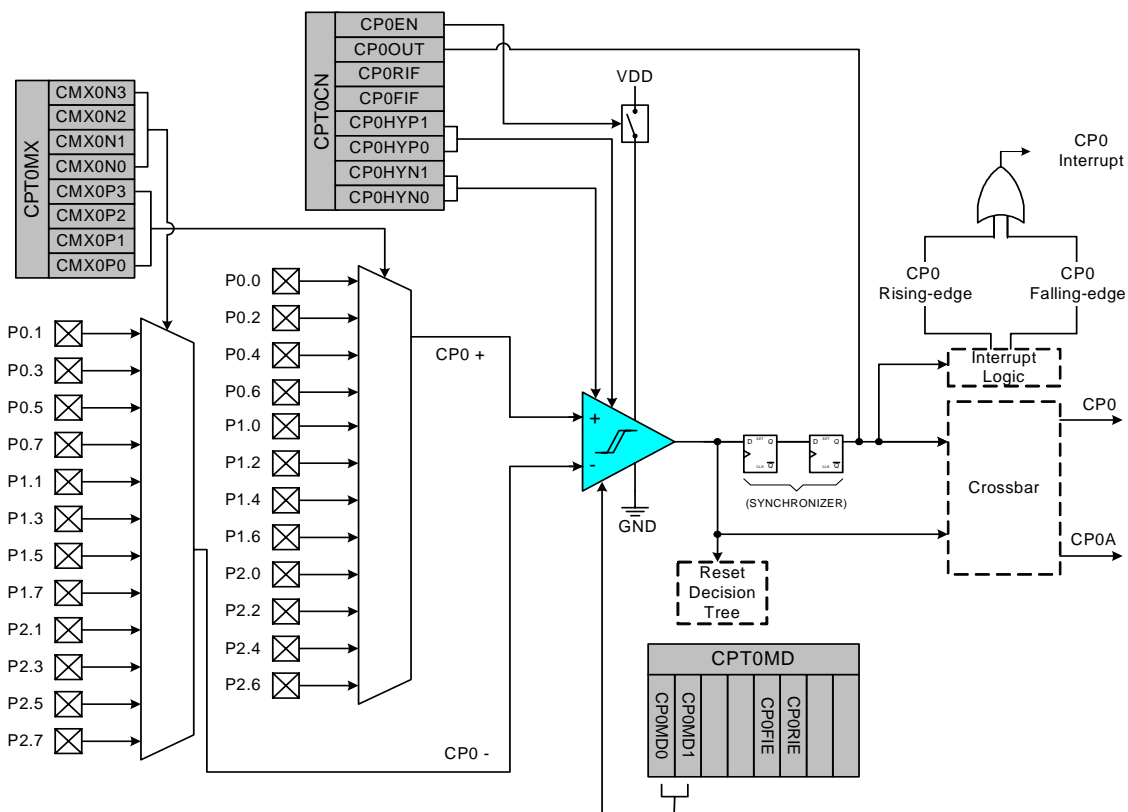 CP0EN
CP0OUT
CP0RIF
CP0FIF
CP0HYP1
CP0HYP0
CP0HYN1
CP0HYN0
CPT0CN
VDD
CMX0N3
CMX0N2
CMX0N1
CMX0N0
CMX0P3
CMX0P2
CMX0P1
CMX0P0
CPT0MX
CP0
Interrupt
CP0
Rising-edge
CP0
Falling-edge
P0.0
P0.2
P0.4
P0.6
P1.0
P1.2
P1.4
P1.6
P2.0
P2.2
P2.4
P2.6
P0.1
P0.3
P0.5
P0.7
P1.1
P1.3
P1.5
P1.7
P2.1
P2.3
P2.5
P2.7
CP0 +
CP0 -
+
-
GND
D SET Q
CLR Q
D SET Q
CLR Q
(SYNCHRONIZER)
Interrupt
Logic
Crossbar
CP0
CP0A
Reset
Decision
Tree
CPT0MD
CP0MD0
CP0MD1
CP0FIE
CP0RIE